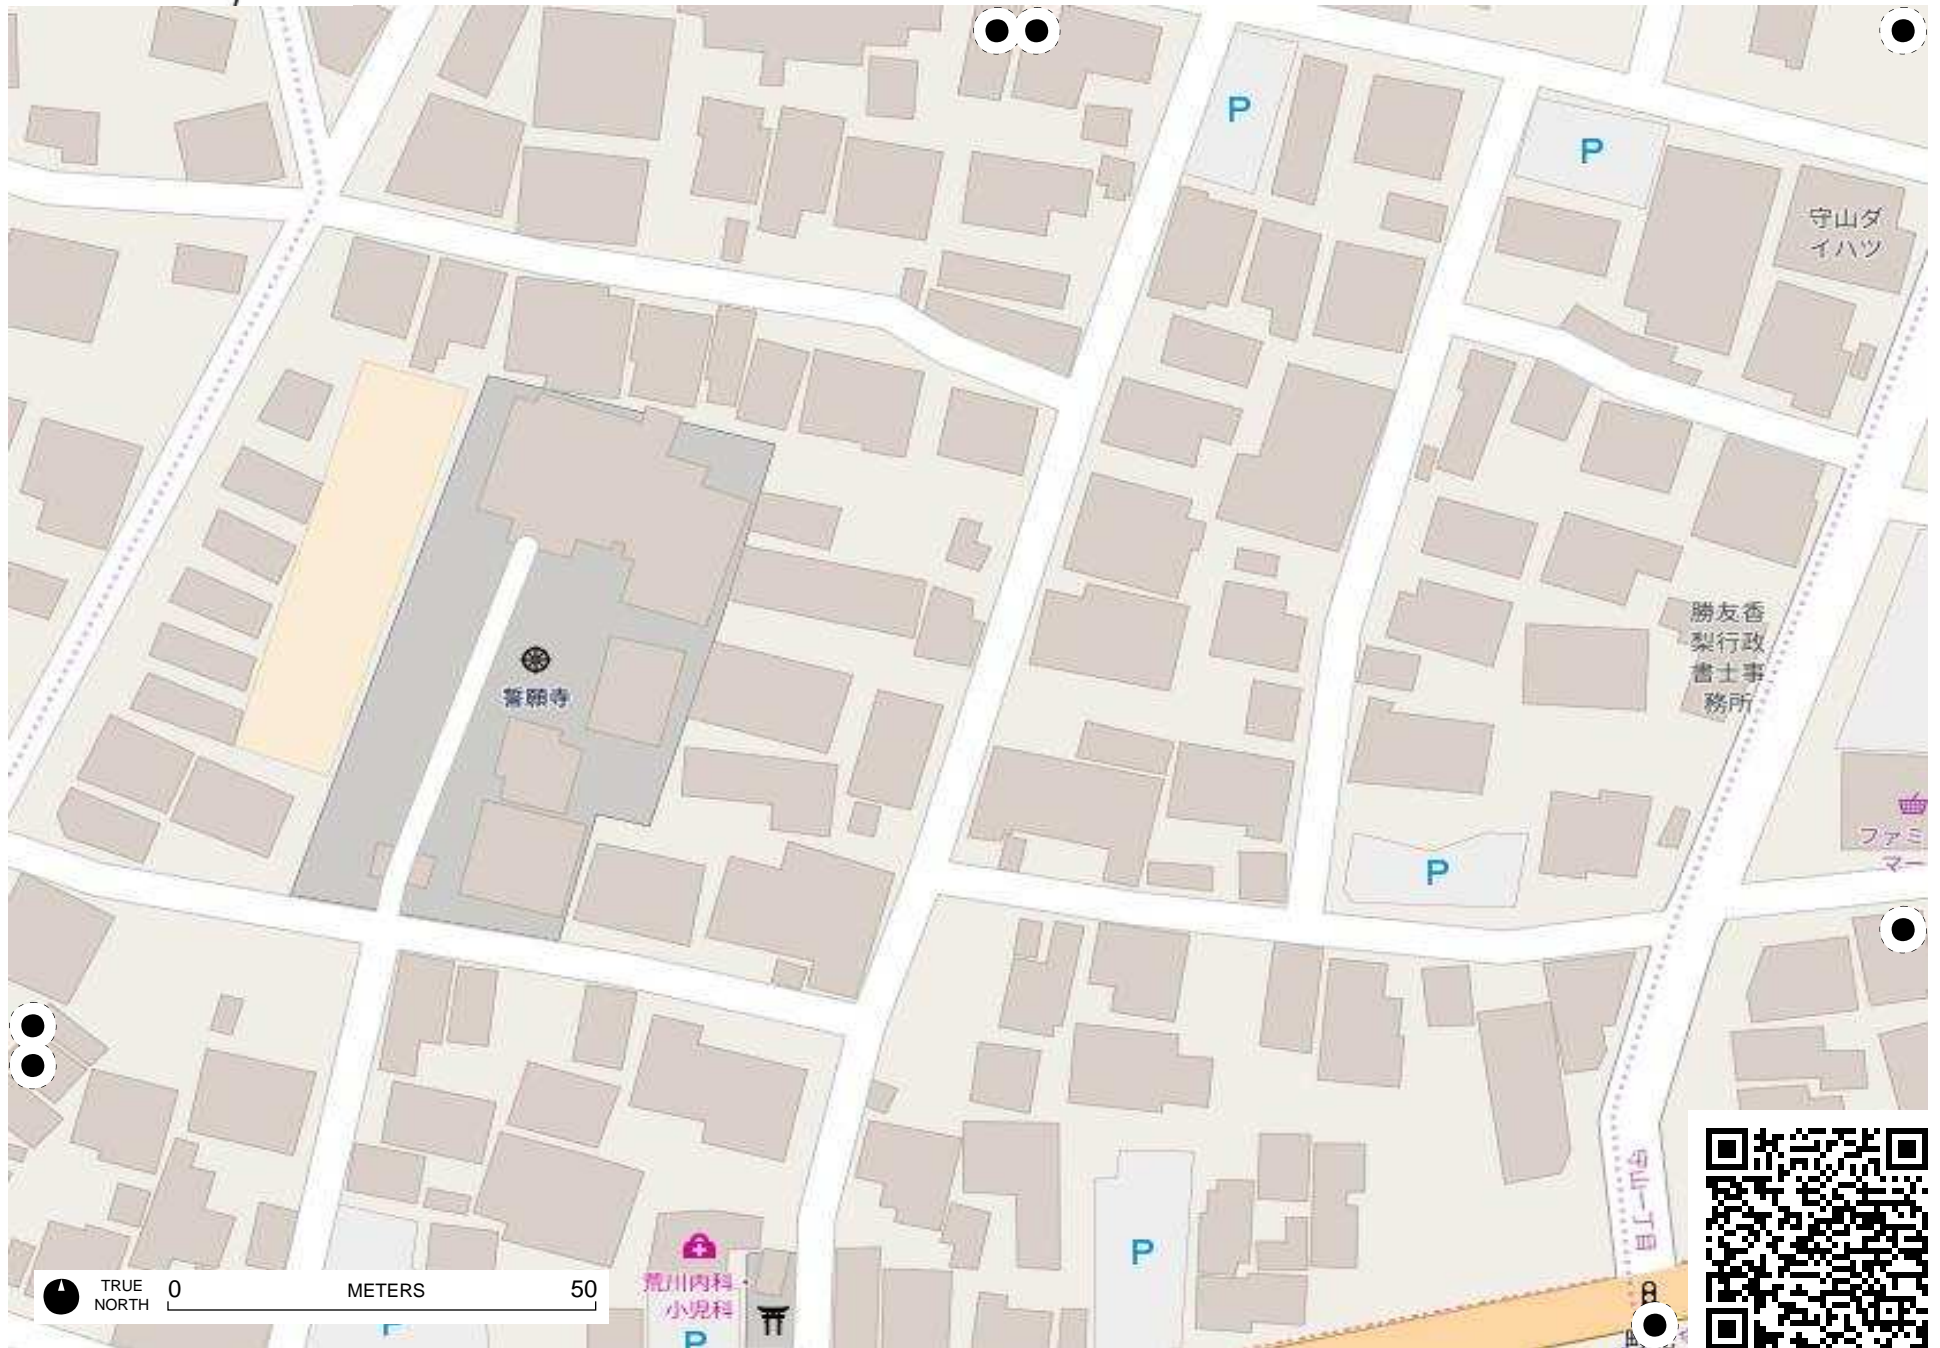 P
P
守山ダ
イハツ
勝友香
梨行政
書士事
務所
誓願寺
ファミ
マー
P
守山一丁目
P
荒川内科・
小児科
P
P
TRUE
NORTH
0
METERS
50